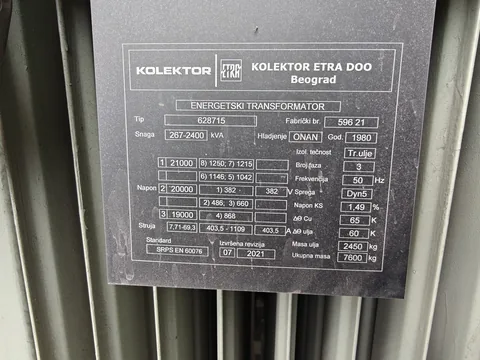 KOLEKTOR ETRA KOLEKTOR ETRA DOO
Beograd
ENERGETSKI TRANSFORMATOR
Tip 628715 Fabrički br. 596 21
Snaga 267-2400 kVA Hlađenje ONAN God. 1980
Izol. tečnost Tr.ulje
1 21000 8) 1250; 7) 1215 Broj faza 3
6) 1146; 5) 1042 Frekvencija 50 Hz
Napon 2 20000 1) 382 382 V Sprega Dyn5
2) 486; 3) 660 Napon KS 1,49 %
3 19000 4) 868 ΔΘ Cu 65 K
Struja 7,71-69,3 403,5 - 1109 403,5 A ΔΘ ulja 60 K
Standard Izvršena revizija Masa ulja 2450 kg
SRPS EN 60076 07 2021 Ukupna masa 7600 kg